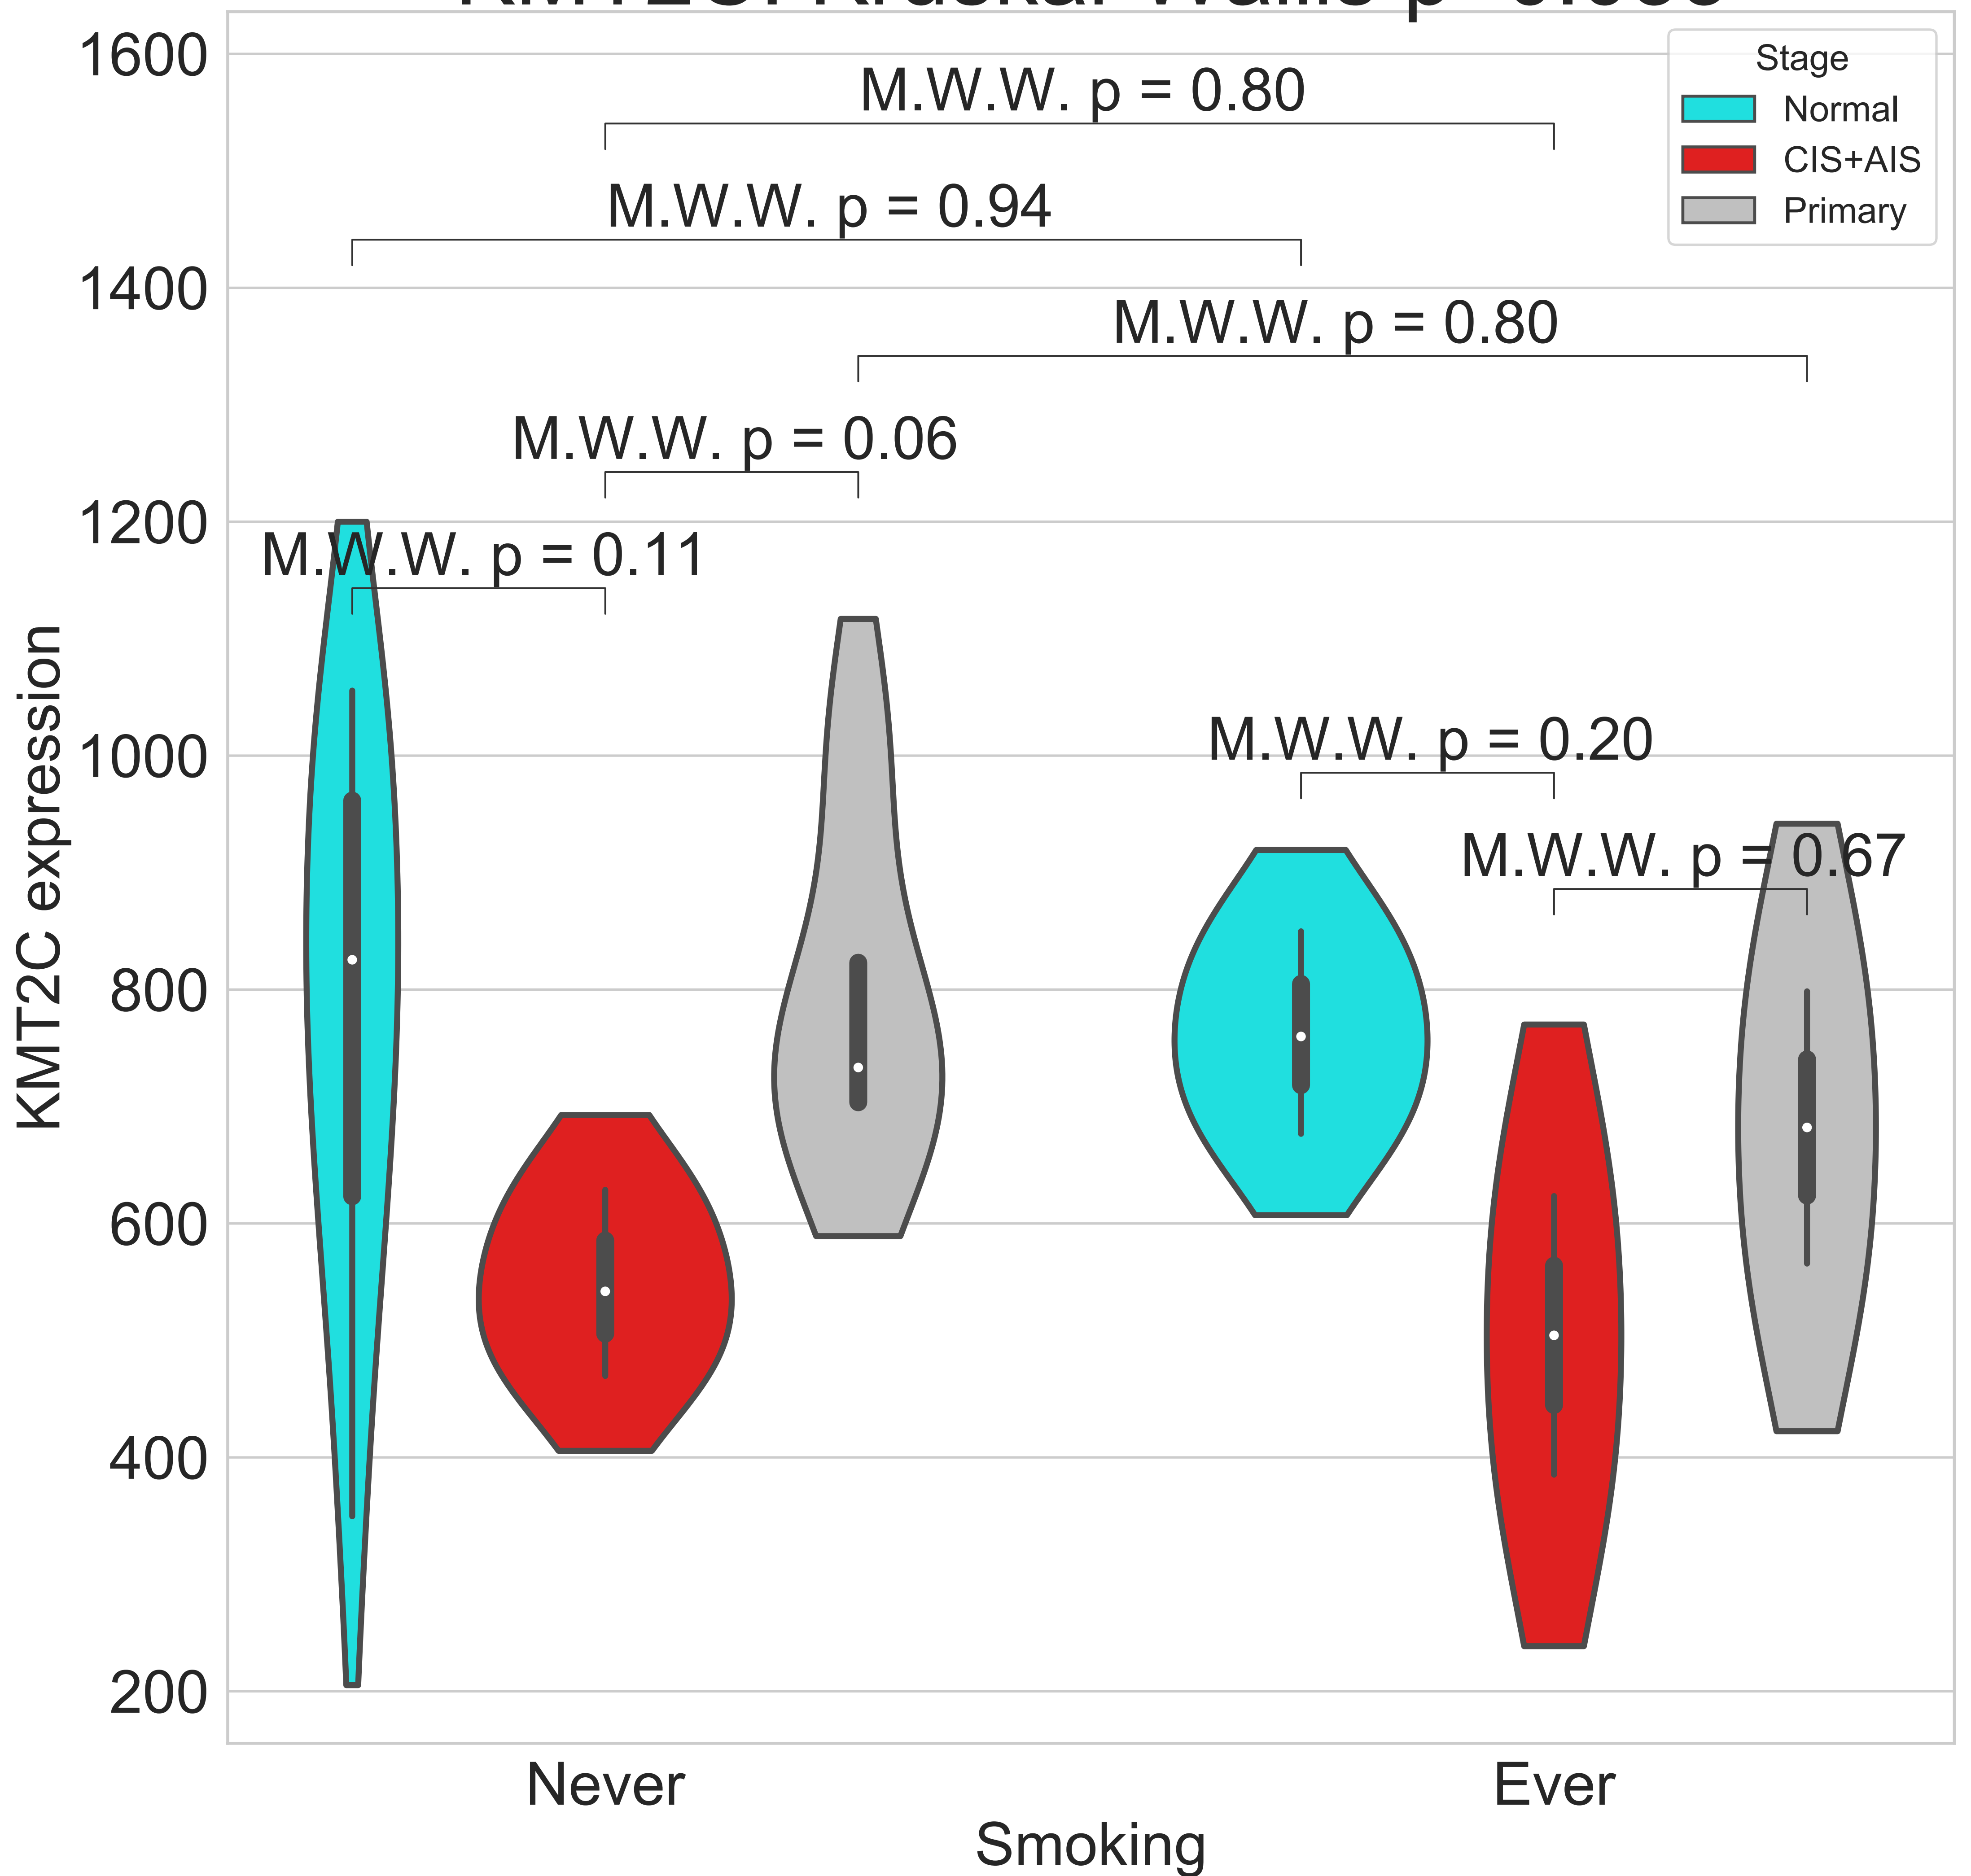 1600
1400
1200
1000
800
600
400
200
KMT2C expression
Stage
Normal
CIS+AIS
Primary
M.W.W. p = 0.80
M.W.W. p = 0.94
M.W.W. p = 0.80
M.W.W. p = 0.06
M.W.W. p = 0.11
M.W.W. p = 0.20
M.W.W. p = 0.67
Never
Ever
Smoking